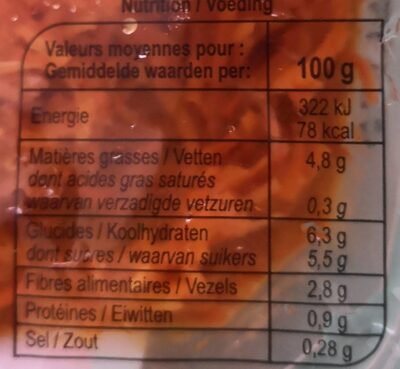 Nutrition / Voeding
Valeurs moyennes pour :
Gemiddelde waarden per:
100 g
Energie
322 kJ
78 kcal
Matières grasses / Vetten
4,8 g
dont acides gras saturés
waarvan verzadigde vetzuren
0,3 g
Glucides / Koolhydraten
6,3 g
dont sucres / waarvan suikers
5,5 g
Fibres alimentaires / Vezels
2,8 g
Protéines / Eiwitten
0,9 g
Sel / Zout
0,28 g